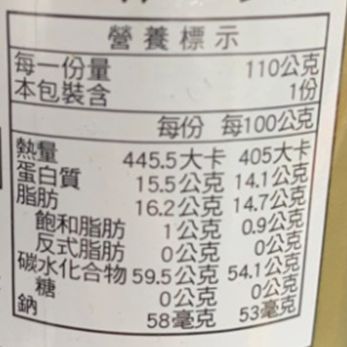 營養標示
每一份量 110公克
本包裝含 1份
每份 每100公克
熱量 445.5大卡 405大卡
蛋白質 15.5公克 14.1公克
脂肪 16.2公克 14.7公克
飽和脂肪 1公克 0.9公克
反式脂肪 0公克 0公克
碳水化合物 59.5公克 54.1公克
糖 0公克 0公克
鈉 58毫克 53毫克